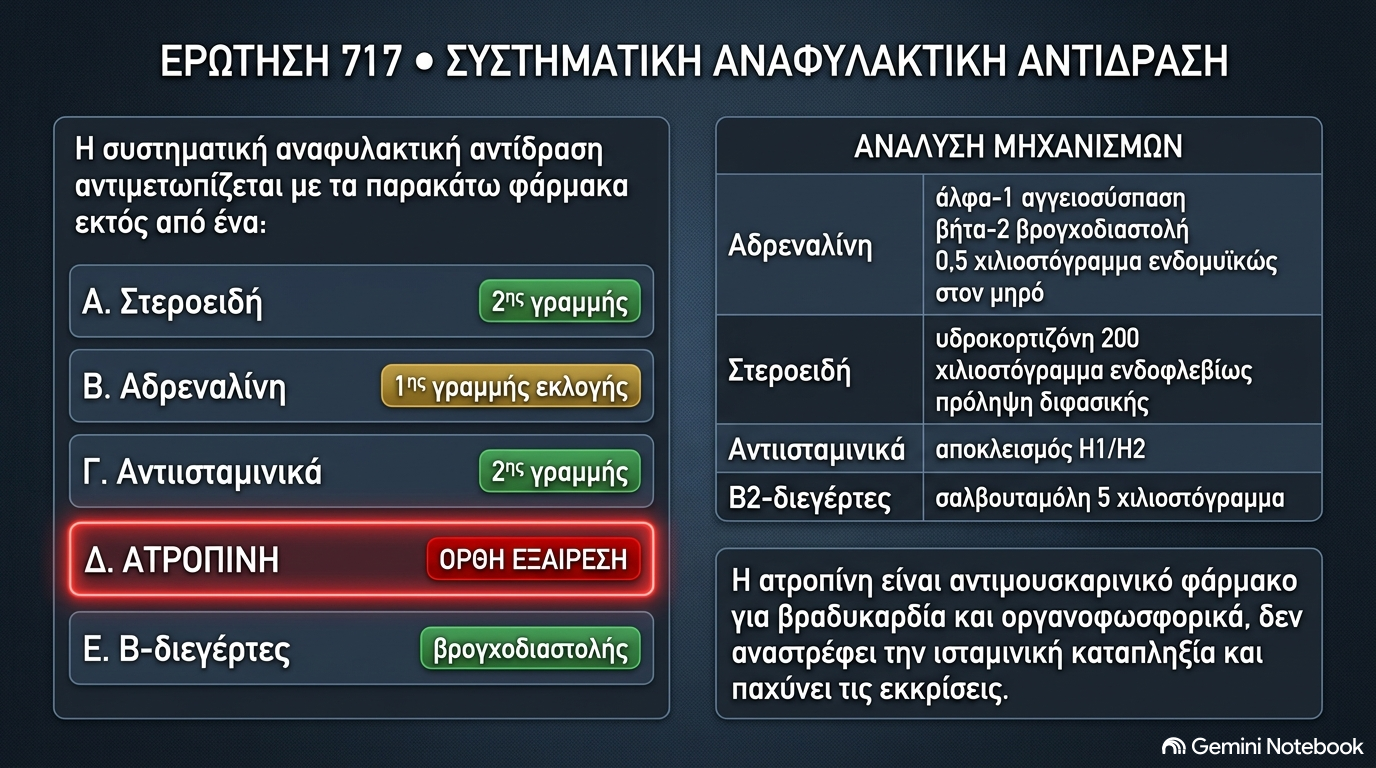 ΕΡΩΤΗΣΗ 717 • ΣΥΣΤΗΜΑΤΙΚΗ ΑΝΑΦΥΛΑΚΤΙΚΗ ΑΝΤΙΔΡΑΣΗ
Η συστηματική αναφυλακτική αντίδραση
αντιμετωπίζεται με τα παρακάτω φάρμακα
εκτός από ένα:
Α. Στεροειδή 2ης γραμμής
Β. Αδρεναλίνη 1ης γραμμής εκλογής
Γ. Αντιισταμινικά 2ης γραμμής
Δ. ΑΤΡΟΠΙΝΗ ΟΡΘΗ ΕΞΑΙΡΕΣΗ
Ε. Β-διεγέρτες βρογχοδιαστολής
ΑΝΑΛΥΣΗ ΜΗΧΑΝΙΣΜΩΝ
Αδρεναλίνη
άλφα-1 αγγειοσύσπαση
βήτα-2 βρογχοδιαστολή
0,5 χιλιοστόγραμμα ενδομυϊκώς
στον μηρό
Στεροειδή
υδροκορτιζόνη 200
χιλιοστόγραμμα ενδοφλεβίως
πρόληψη διφασικής
Αντιισταμινικά αποκλεισμός Η1/Η2
Β2-διεγέρτες σαλβουταμόλη 5 χιλιοστόγραμμα
Η ατροπίνη είναι αντιμουσκαρινικό φάρμακο
για βραδυκαρδία και οργανοφωσφορικά, δεν
αναστρέφει την ισταμινική καταπληξία και
παχύνει τις εκκρίσεις.
Gemini Notebook